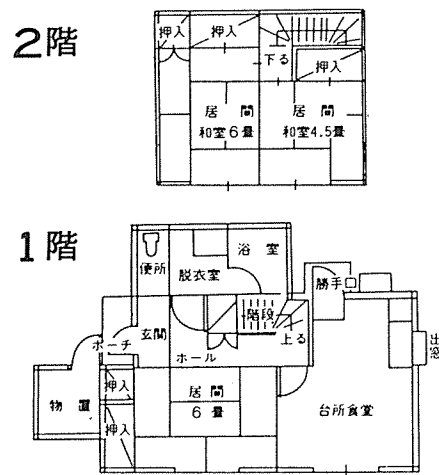 2階
押入
押入
下る
押入
居間
和室6畳
居間
和室4.5畳
1階
便所
脱衣室
浴室
勝手
階段
上る
玄関
ポーチ
ホール
出窓
物置
押入
押入
居間
6畳
台所食堂